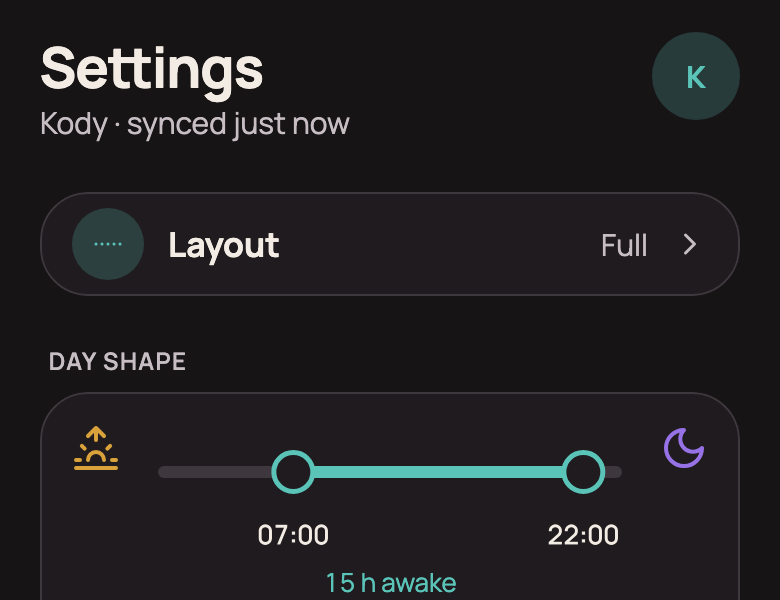 Settings
K
Kody · synced just now
Layout
Full
DAY SHAPE
07:00
22:00
15 h awake